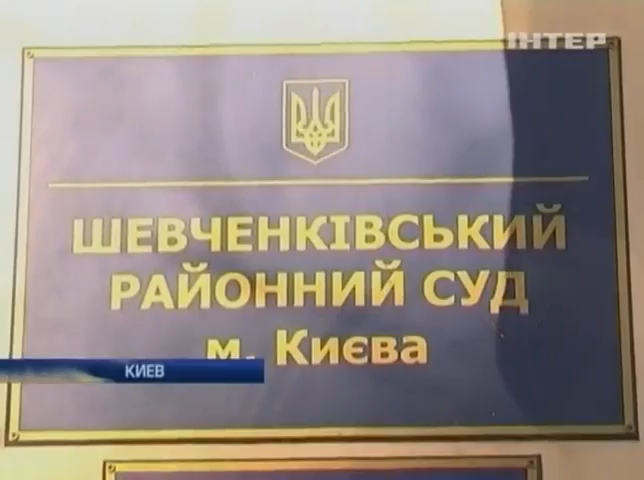 ІНТЕР
ШЕВЧЕНКІВСЬКИЙ
РАЙОННИЙ СУД
м. Києва
КИЕВ